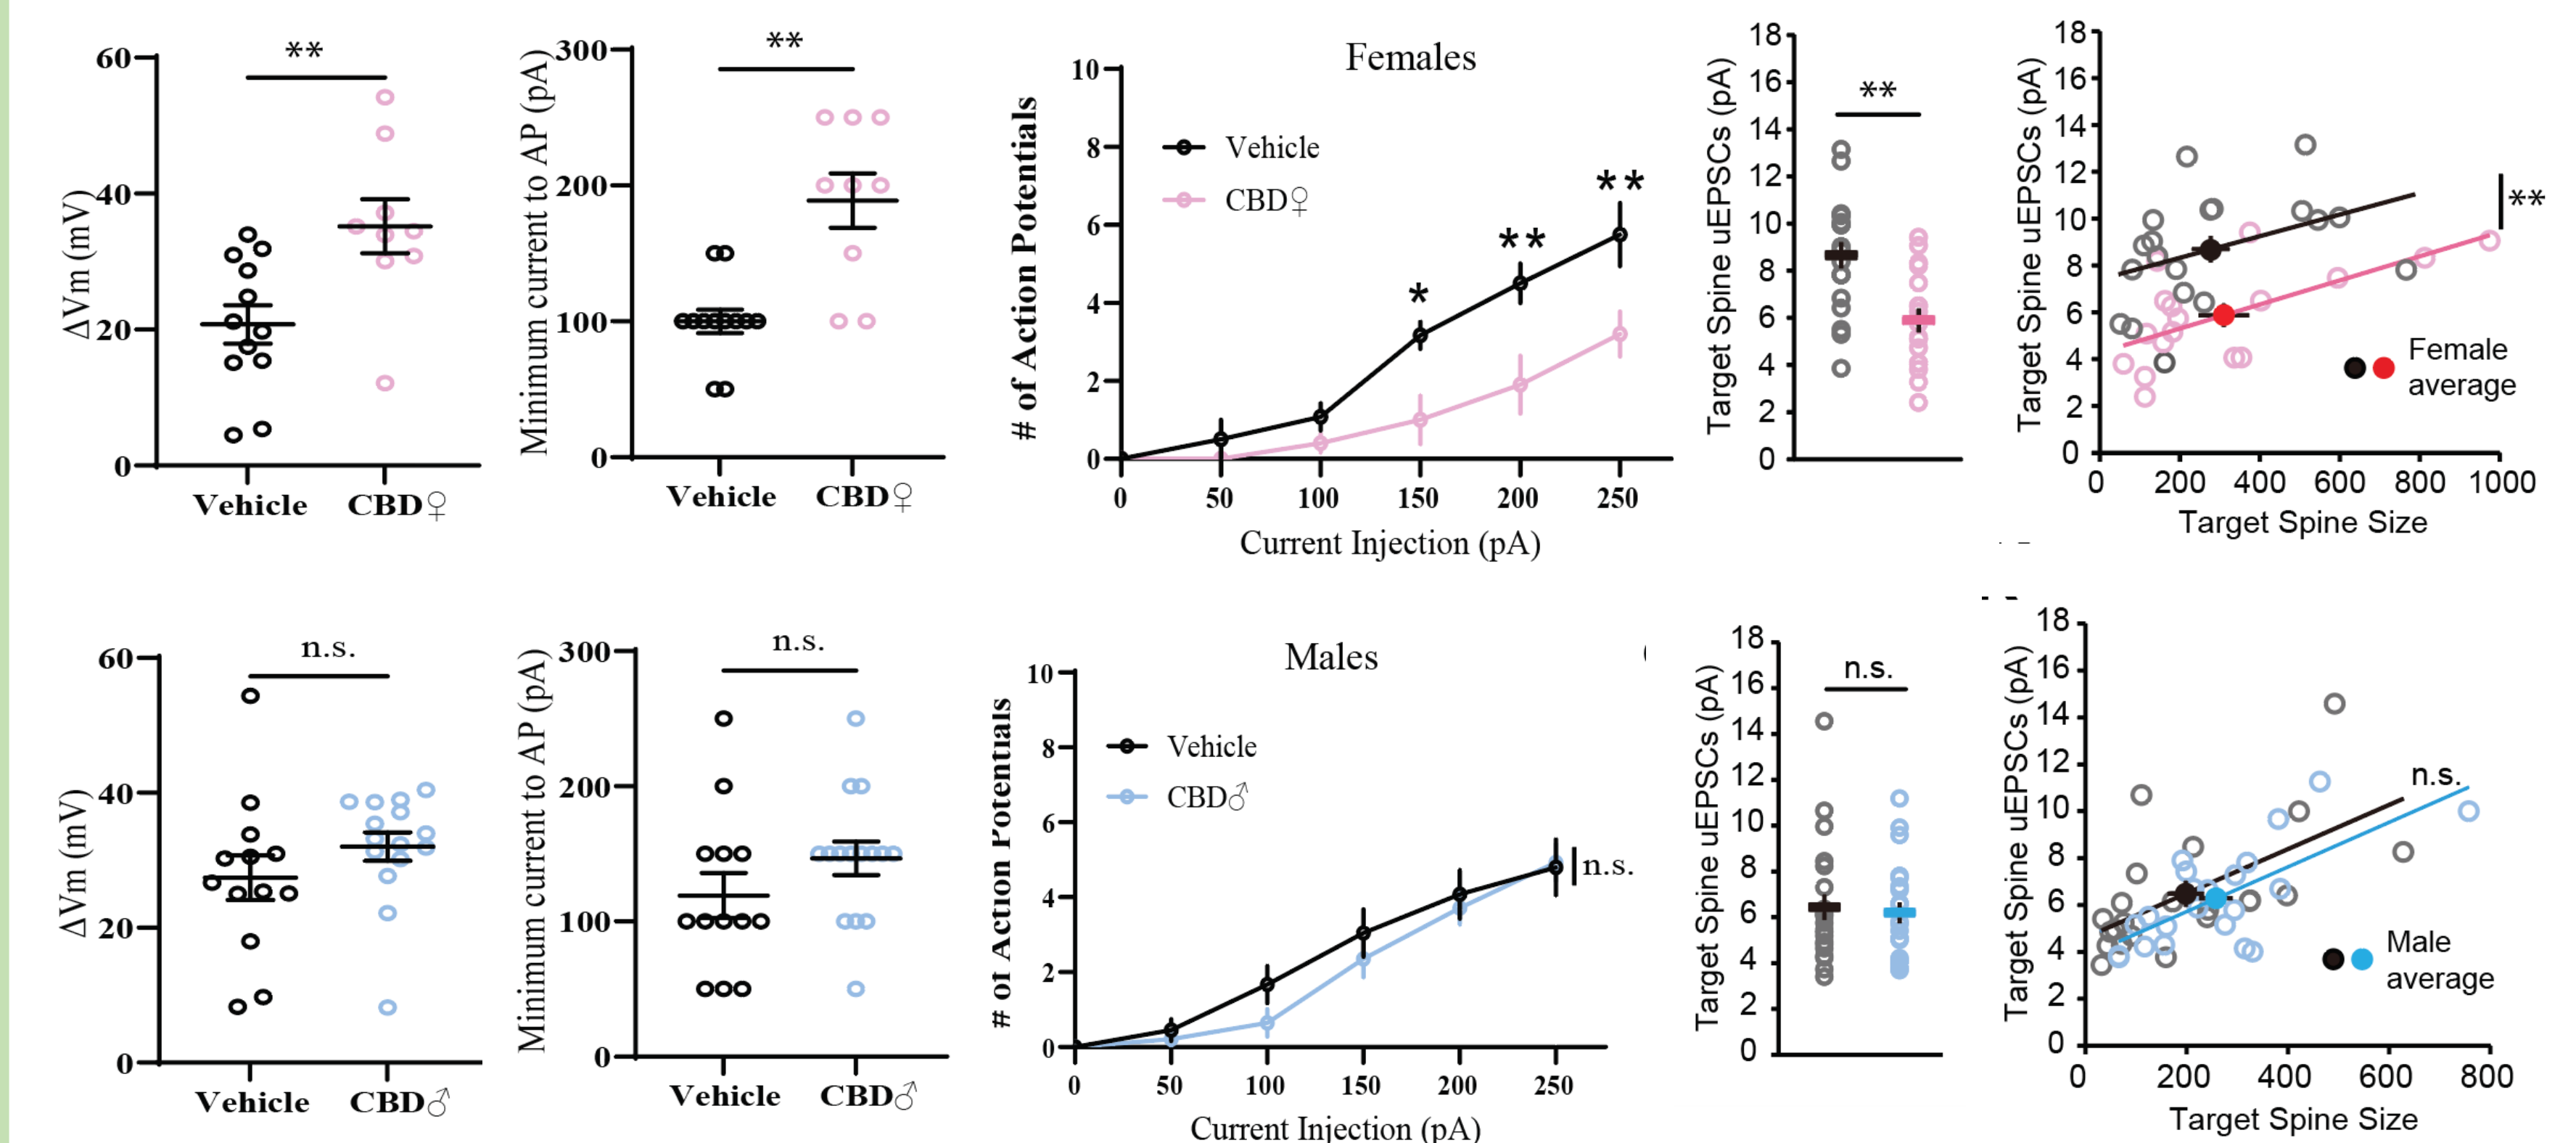 **
60
40
20
0
ΔVm (mV)
Vehicle CBD♀
**
300
200
100
0
Minimum current to AP (pA)
Vehicle CBD♀
Females
10
8
6
4
2
0
# of Action Potentials
Vehicle
CBD♀
*
**
**
0 50 100 150 200 250
Current Injection (pA)
18
16
14
12
10
8
6
4
2
0
Target Spine uEPSCs (pA)
**
18
16
14
12
10
8
6
4
2
0
Target Spine uEPSCs (pA)
**
Female
average
0 200 400 600 800 1000
Target Spine Size
n.s.
60
40
20
0
ΔVm (mV)
Vehicle CBD♂
n.s.
300
200
100
0
Minimum current to AP (pA)
Vehicle CBD♂
Males
10
8
6
4
2
0
# of Action Potentials
Vehicle
CBD♂
n.s.
0 50 100 150 200 250
Current Injection (pA)
18
16
14
12
10
8
6
4
2
0
Target Spine uEPSCs (pA)
n.s.
18
16
14
12
10
8
6
4
2
0
Target Spine uEPSCs (pA)
n.s.
Male
average
0 200 400 600 800
Target Spine Size